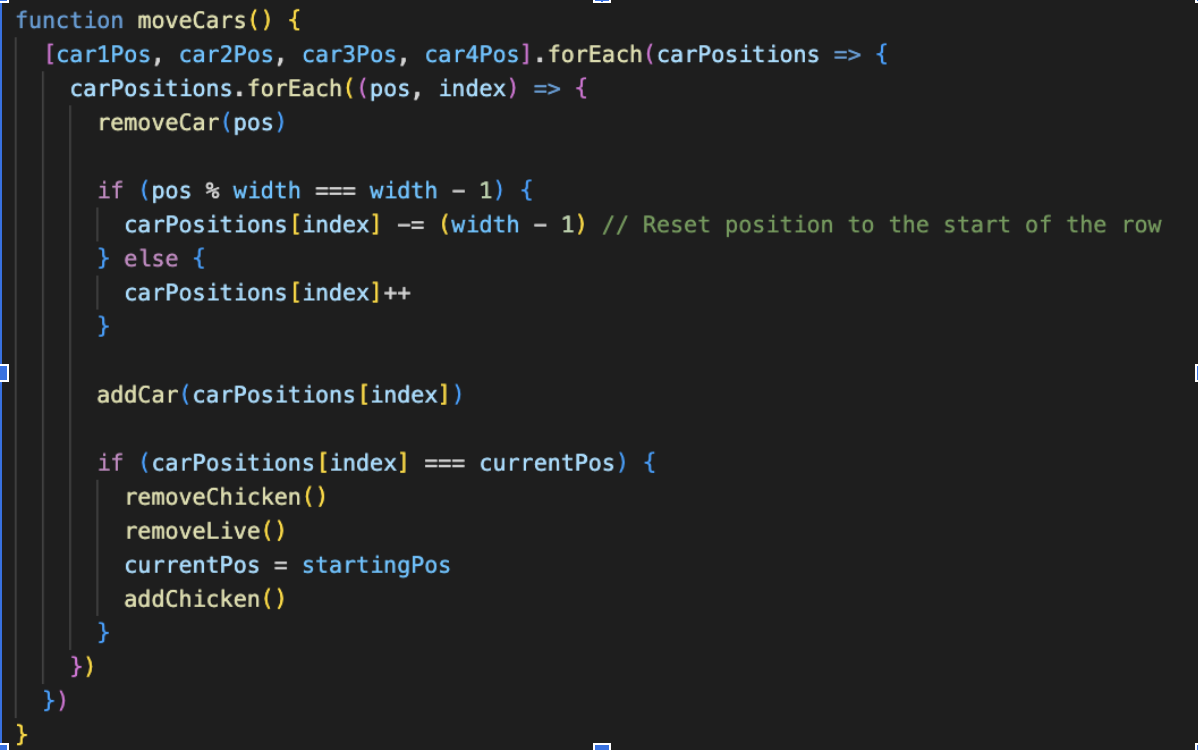 function moveCars() {
  [car1Pos, car2Pos, car3Pos, car4Pos].forEach(carPositions => {
    carPositions.forEach((pos, index) => {
      removeCar(pos)

      if (pos % width === width - 1) {
        carPositions[index] -= (width - 1) // Reset position to the start of the row
      } else {
        carPositions[index]++
      }

      addCar(carPositions[index])

      if (carPositions[index] === currentPos) {
        removeChicken()
        removeLive()
        currentPos = startingPos
        addChicken()
      }
    })
  })
}